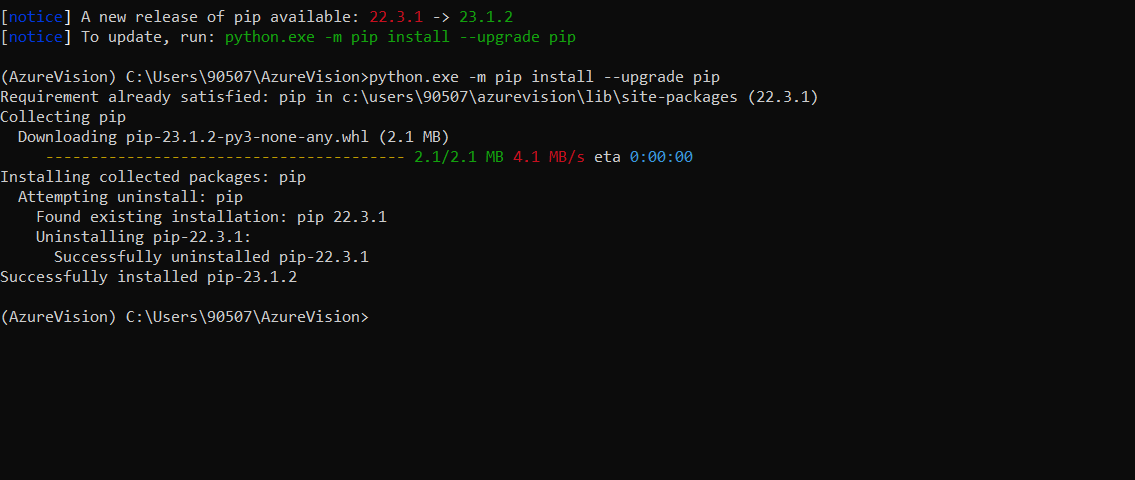 [notice] A new release of pip available: 22.3.1 -> 23.1.2
[notice] To update, run: python.exe -m pip install --upgrade pip
(AzureVision) C:\Users\90507\AzureVision>python.exe -m pip install --upgrade pip
Requirement already satisfied: pip in c:\users\90507\azurevision\lib\site-packages (22.3.1)
Collecting pip
  Downloading pip-23.1.2-py3-none-any.whl (2.1 MB)
     ---------------------------------------- 2.1/2.1 MB 4.1 MB/s eta 0:00:00
Installing collected packages: pip
  Attempting uninstall: pip
    Found existing installation: pip 22.3.1
    Uninstalling pip-22.3.1:
      Successfully uninstalled pip-22.3.1
Successfully installed pip-23.1.2
(AzureVision) C:\Users\90507\AzureVision>